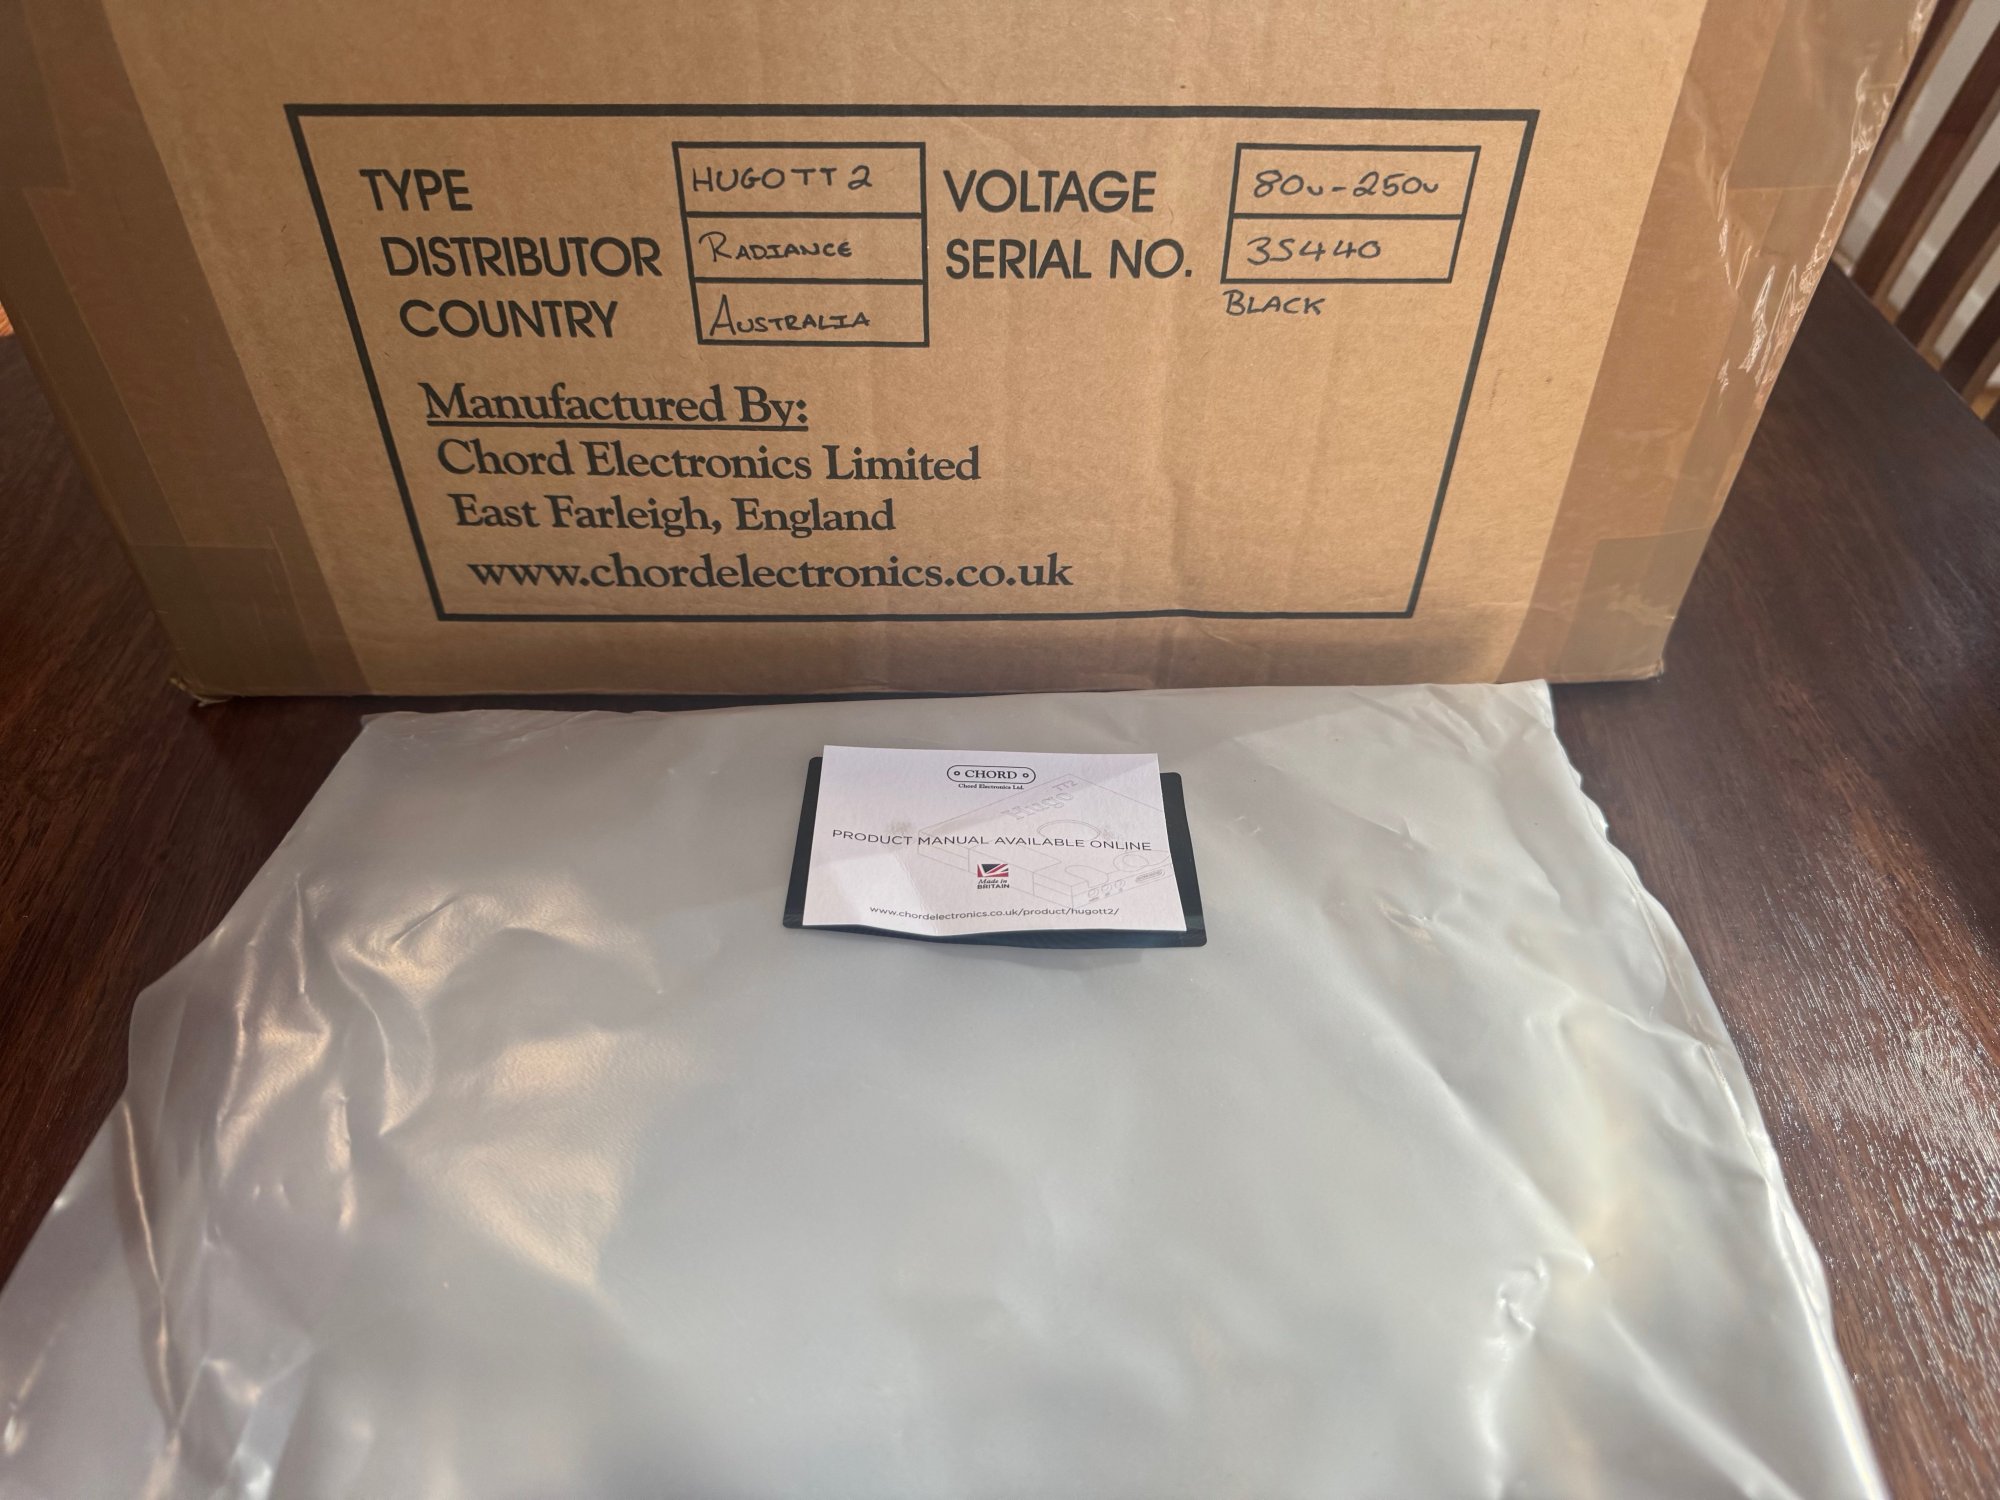 TYPE HUGOTT2 VOLTAGE 80v-250v
DISTRIBUTOR RADIANCE SERIAL NO. 35440
COUNTRY AUSTRALIA BLACK
Manufactured By:
Chord Electronics Limited
East Farleigh, England
www.chordelectronics.co.uk
CHORD
Chord Electronics Ltd.
Hugo TT2
PRODUCT MANUAL AVAILABLE ONLINE
Made in
BRITAIN
www.chordelectronics.co.uk/product/hugott2/